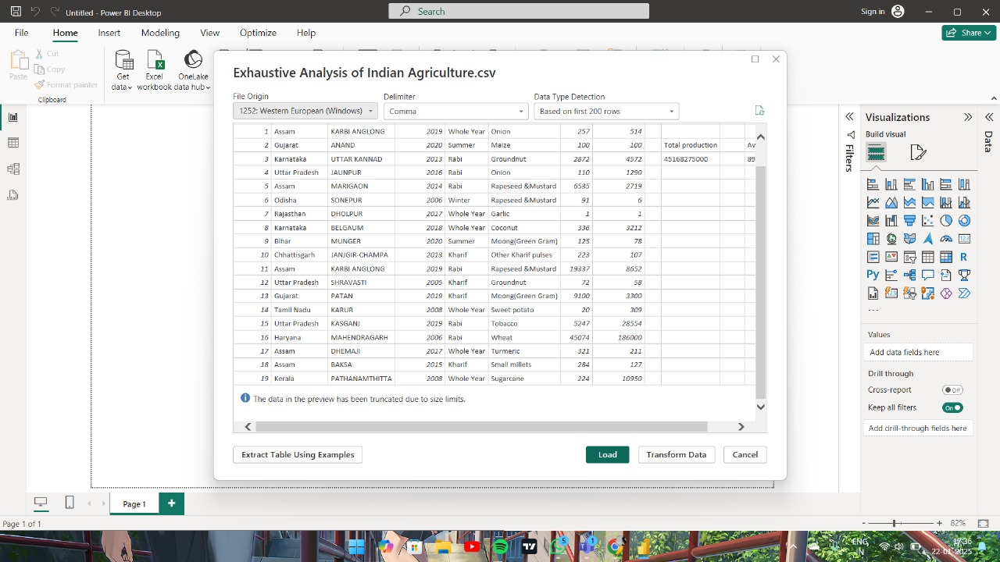 Untitled - Power BI Desktop
Search
Sign in
File
Home
Insert
Modeling
View
Optimize
Help
Share
Paste
Cut
Copy
Format painter
Clipboard
Get data
Excel workbook
OneLake data hub
Exhaustive Analysis of Indian Agriculture.csv
File Origin
Delimiter
Data Type Detection
1252: Western European (Windows)
Comma
Based on first 200 rows
1 Assam KARBI ANGLONG 2019 Whole Year Onion 257 514
2 Gujarat ANAND 2020 Summer Maize 100 100 Total production Av
3 Karnataka UTTAR KANNAD 2013 Rabi Groundnut 2872 4572 45168275000 89
4 Uttar Pradesh JAUNPUR 2016 Rabi Onion 110 1290
5 Assam MARIGAON 2014 Rabi Rapeseed &Mustard 6535 2719
6 Odisha SONEPUR 2006 Winter Rapeseed &Mustard 91 6
7 Rajasthan DHOLPUR 2017 Whole Year Garlic 1 1
8 Karnataka BELGAUM 2018 Whole Year Coconut 336 3212
9 Bihar MUNGER 2020 Summer Moong(Green Gram) 125 78
10 Chhattisgarh JANJGIR-CHAMPA 2013 Kharif Other Kharif pulses 223 107
11 Assam KARBI ANGLONG 2019 Rabi Rapeseed &Mustard 19337 8652
12 Uttar Pradesh SHRAVASTI 2005 Kharif Groundnut 72 58
13 Gujarat PATAN 2019 Kharif Moong(Green Gram) 9100 3300
14 Tamil Nadu KARUR 2008 Whole Year Sweet potato 20 309
15 Uttar Pradesh KASGANJ 2019 Rabi Tobacco 5247 28554
16 Haryana MAHENDRAGARH 2006 Rabi Wheat 45074 186000
17 Assam DHEMAJI 2017 Whole Year Turmeric 321 211
18 Assam BAKSA 2015 Kharif Small millets 284 127
19 Kerala PATHANAMTHITTA 2008 Whole Year Sugarcane 224 10950
The data in the preview has been truncated due to size limits.
Extract Table Using Examples
Load
Transform Data
Cancel
Filters
Visualizations
Build visual
Data
123
R
Py
Values
Add data fields here
Drill through
Cross-report
Off
Keep all filters
On
Add drill-through fields here
Page 1
Page 1 of 1
82%
5
1
ENG
IN
17:36
22-01-2025